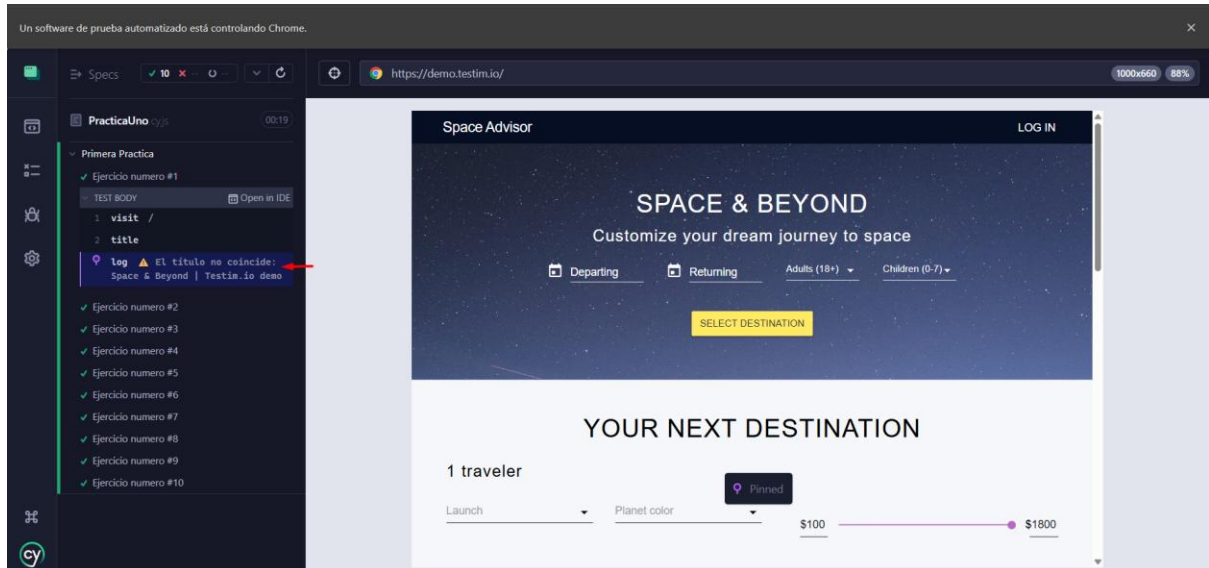 Un software de prueba automatizado está controlando Chrome.
Specs
10
--
--
https://demo.testim.io/
1000x660
88%
PracticaUno cy.js
00:19
Primera Practica
Ejercicio numero #1
TEST BODY
Open in IDE
1 visit /
2 title
log ⚠ El título no coincide:
Space & Beyond | Testim.io demo
Ejercicio numero #2
Ejercicio numero #3
Ejercicio numero #4
Ejercicio numero #5
Ejercicio numero #6
Ejercicio numero #7
Ejercicio numero #8
Ejercicio numero #9
Ejercicio numero #10
cy
Space Advisor
LOG IN
SPACE & BEYOND
Customize your dream journey to space
Departing
Returning
Adults (18+)
Children (0-7)
SELECT DESTINATION
YOUR NEXT DESTINATION
1 traveler
Pinned
Launch
Planet color
$100
$1800